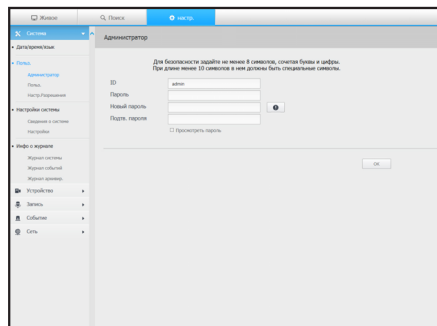 Живое
Поиск
настр.
Система
Дата/время/язык
Польз.
Администратор
Польз.
Настр.Разрешения
Настройки системы
Сведения о системе
Настройки
Инфо о журнале
Журнал системы
Журнал событий
Журнал архивир.
Устройство
Запись
Событие
Сеть
Администратор
Для безопасности задайте не менее 8 символов, сочетая буквы и цифры.
При длине менее 10 символов в нем должны быть специальные символы.
ID admin
Пароль
Новый пароль
Подтв. пароля
Просмотреть пароль
OK